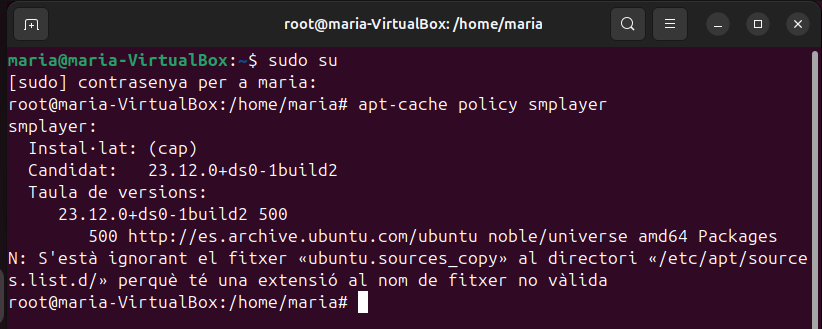 root@maria-VirtualBox: /home/maria
maria@maria-VirtualBox:~$ sudo su
[sudo] contrasenya per a maria:
root@maria-VirtualBox:/home/maria# apt-cache policy smplayer
smplayer:
  Instal·lat: (cap)
  Candidat:   23.12.0+ds0-1build2
  Taula de versions:
     23.12.0+ds0-1build2 500
        500 http://es.archive.ubuntu.com/ubuntu noble/universe amd64 Packages
N: S'està ignorant el fitxer «ubuntu.sources_copy» al directori «/etc/apt/source
s.list.d/» perquè té una extensió al nom de fitxer no vàlida
root@maria-VirtualBox:/home/maria#